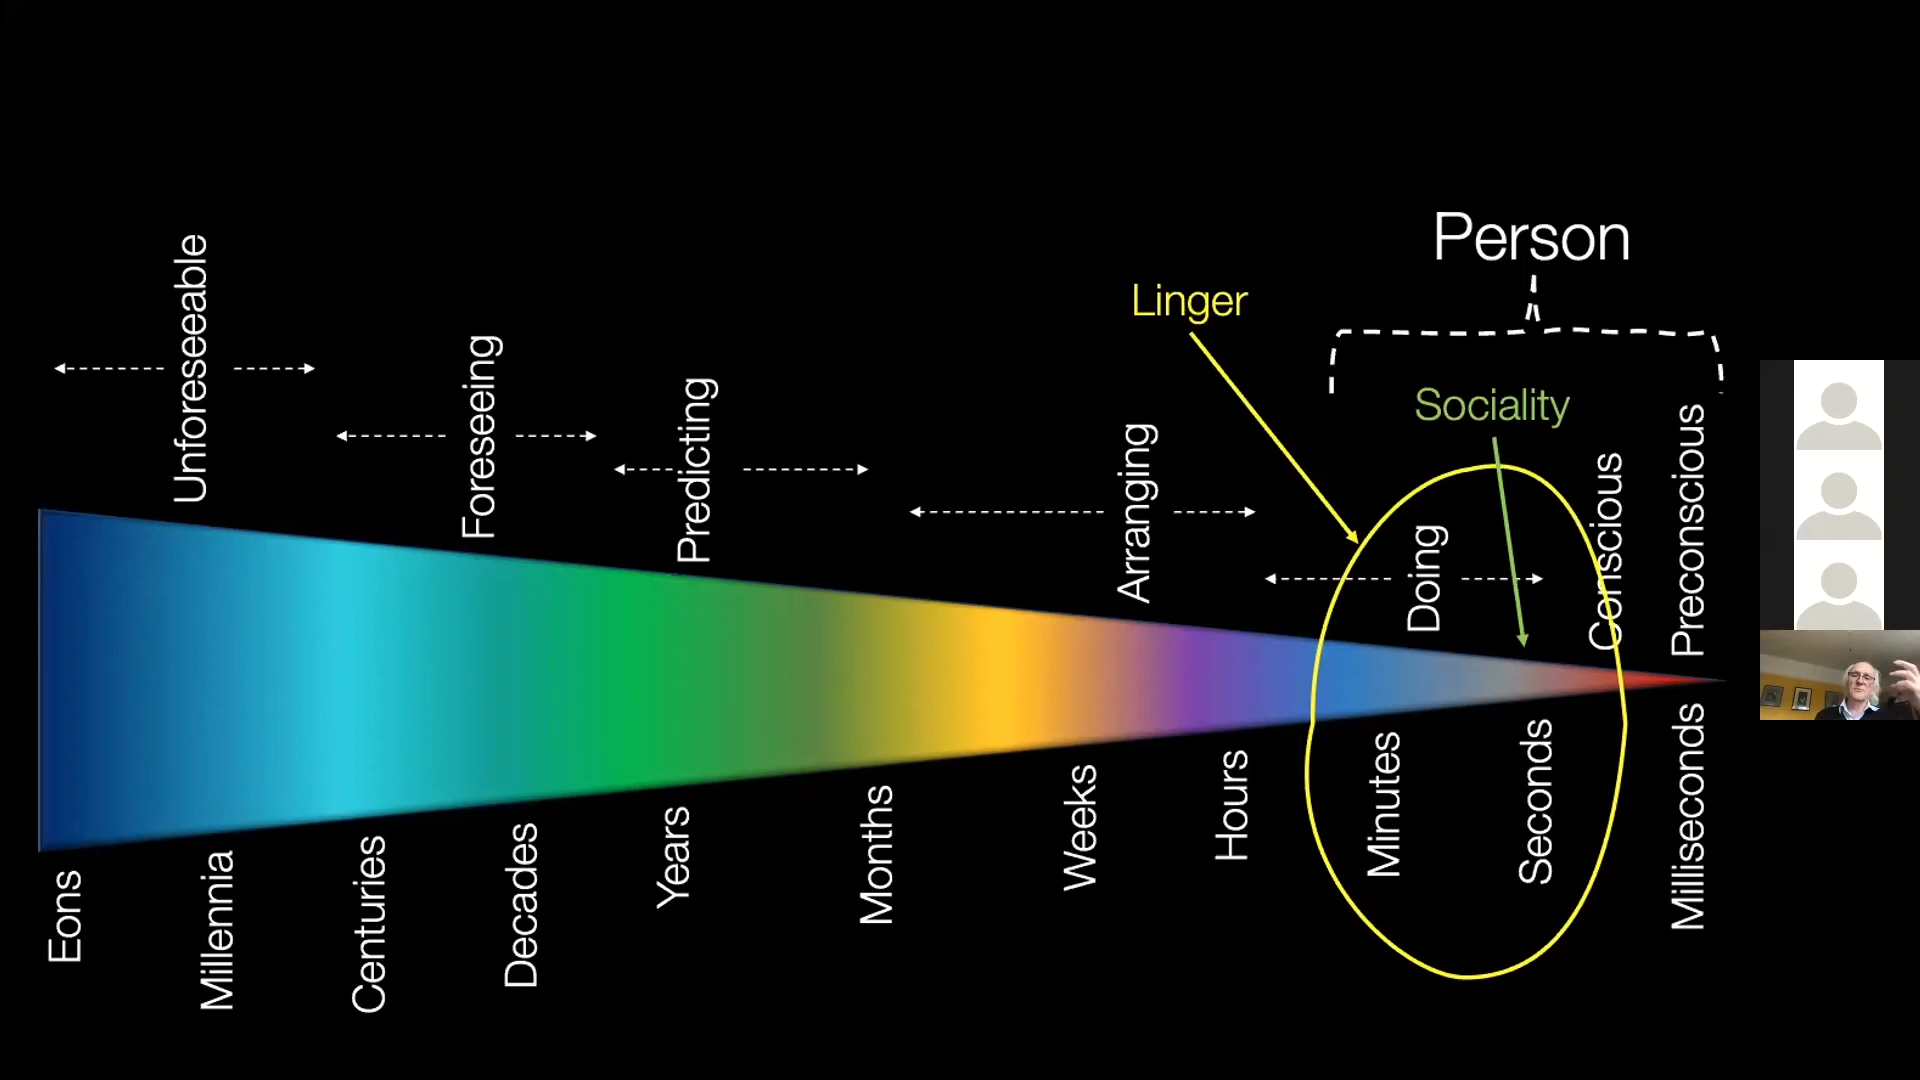 Person
Linger
Sociality
Unforeseeable
Foreseeing
Predicting
Arranging
Doing
Conscious
Preconscious
Eons
Millennia
Centuries
Decades
Years
Months
Weeks
Hours
Minutes
Seconds
Milliseconds